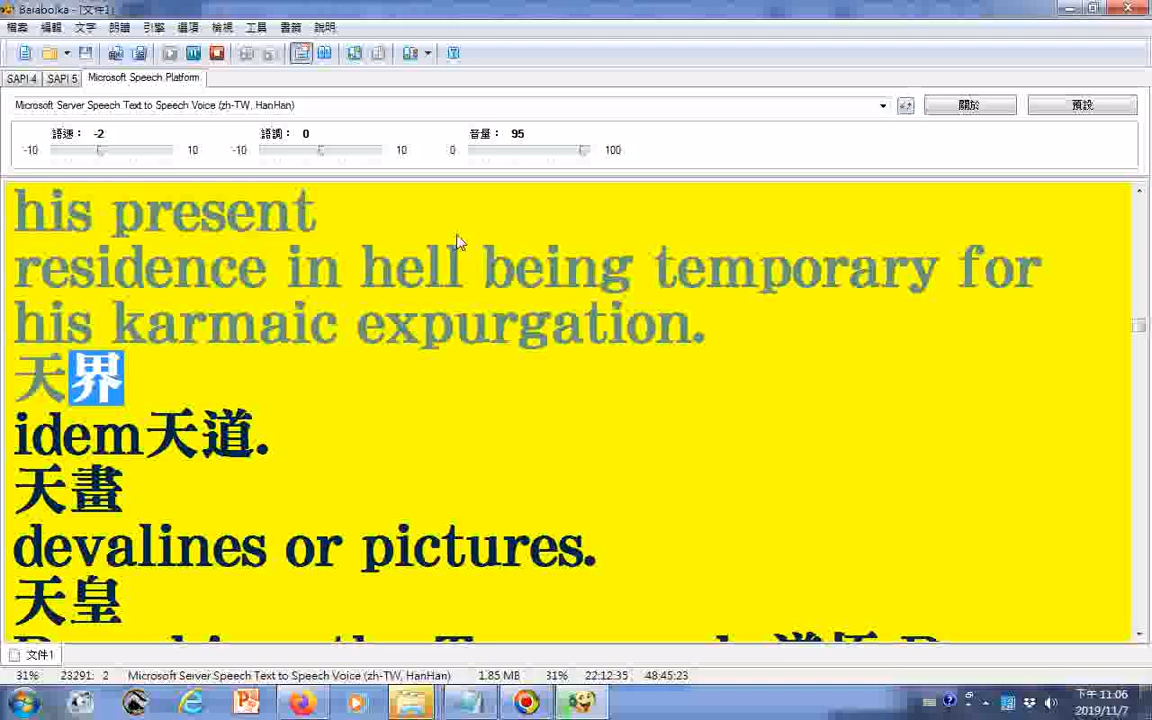 Balabolka - [文件1]
檔案 編輯 文字 朗讀 引擎 選項 檢視 工具 書籤 說明
SAPI 4 SAPI 5 Microsoft Speech Platform
Microsoft Server Speech Text to Speech Voice (zh-TW, HanHan) 關於 預設
語速： -2 語調： 0 音量： 95
-10 10 -10 10 0 100
his present
residence in hell being temporary for
his karmaic expurgation.
天界
idem天道.
天畫
devalines or pictures.
天皇
文件1
31% 23291: 2 Microsoft Server Speech Text to Speech Voice (zh-TW, HanHan) 1.85 MB 31% 22:12:35 48:45:23
下午 11:06
2019/11/7